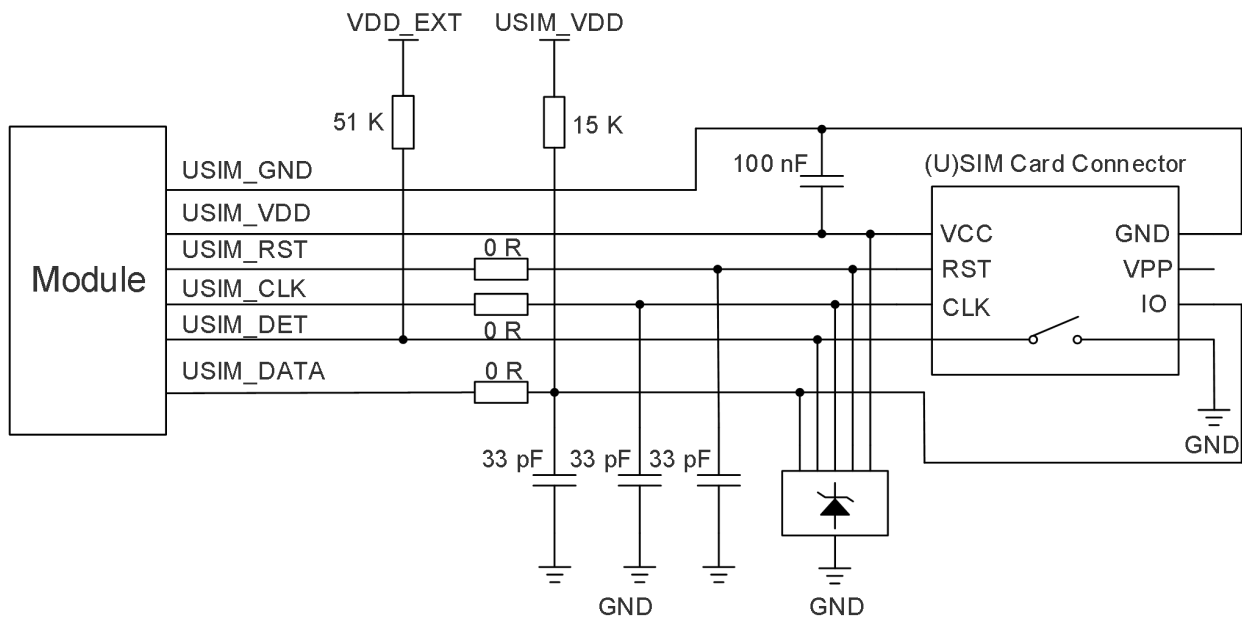 VDD_EXT USIM_VDD
51 K 15 K
Module
USIM_GND
USIM_VDD
USIM_RST
USIM_CLK
USIM_DET
USIM_DATA
0 R
0 R
0 R
100 nF
(U)SIM Card Connector
VCC GND
RST VPP
CLK IO
GND
33 pF 33 pF 33 pF
GND GND